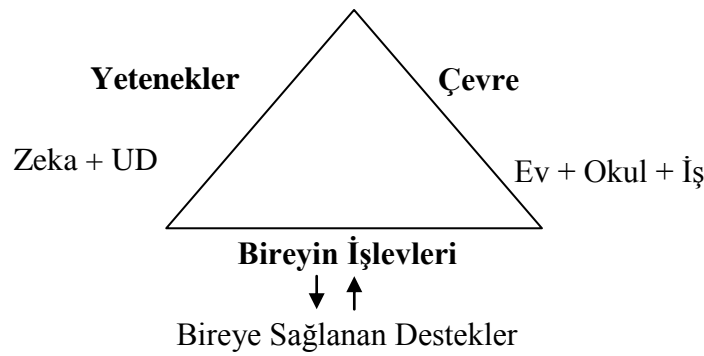 Yetenekler
Çevre
Zeka + UD
Ev + Okul + İş
Bireyin İşlevleri
Bireye Sağlanan Destekler